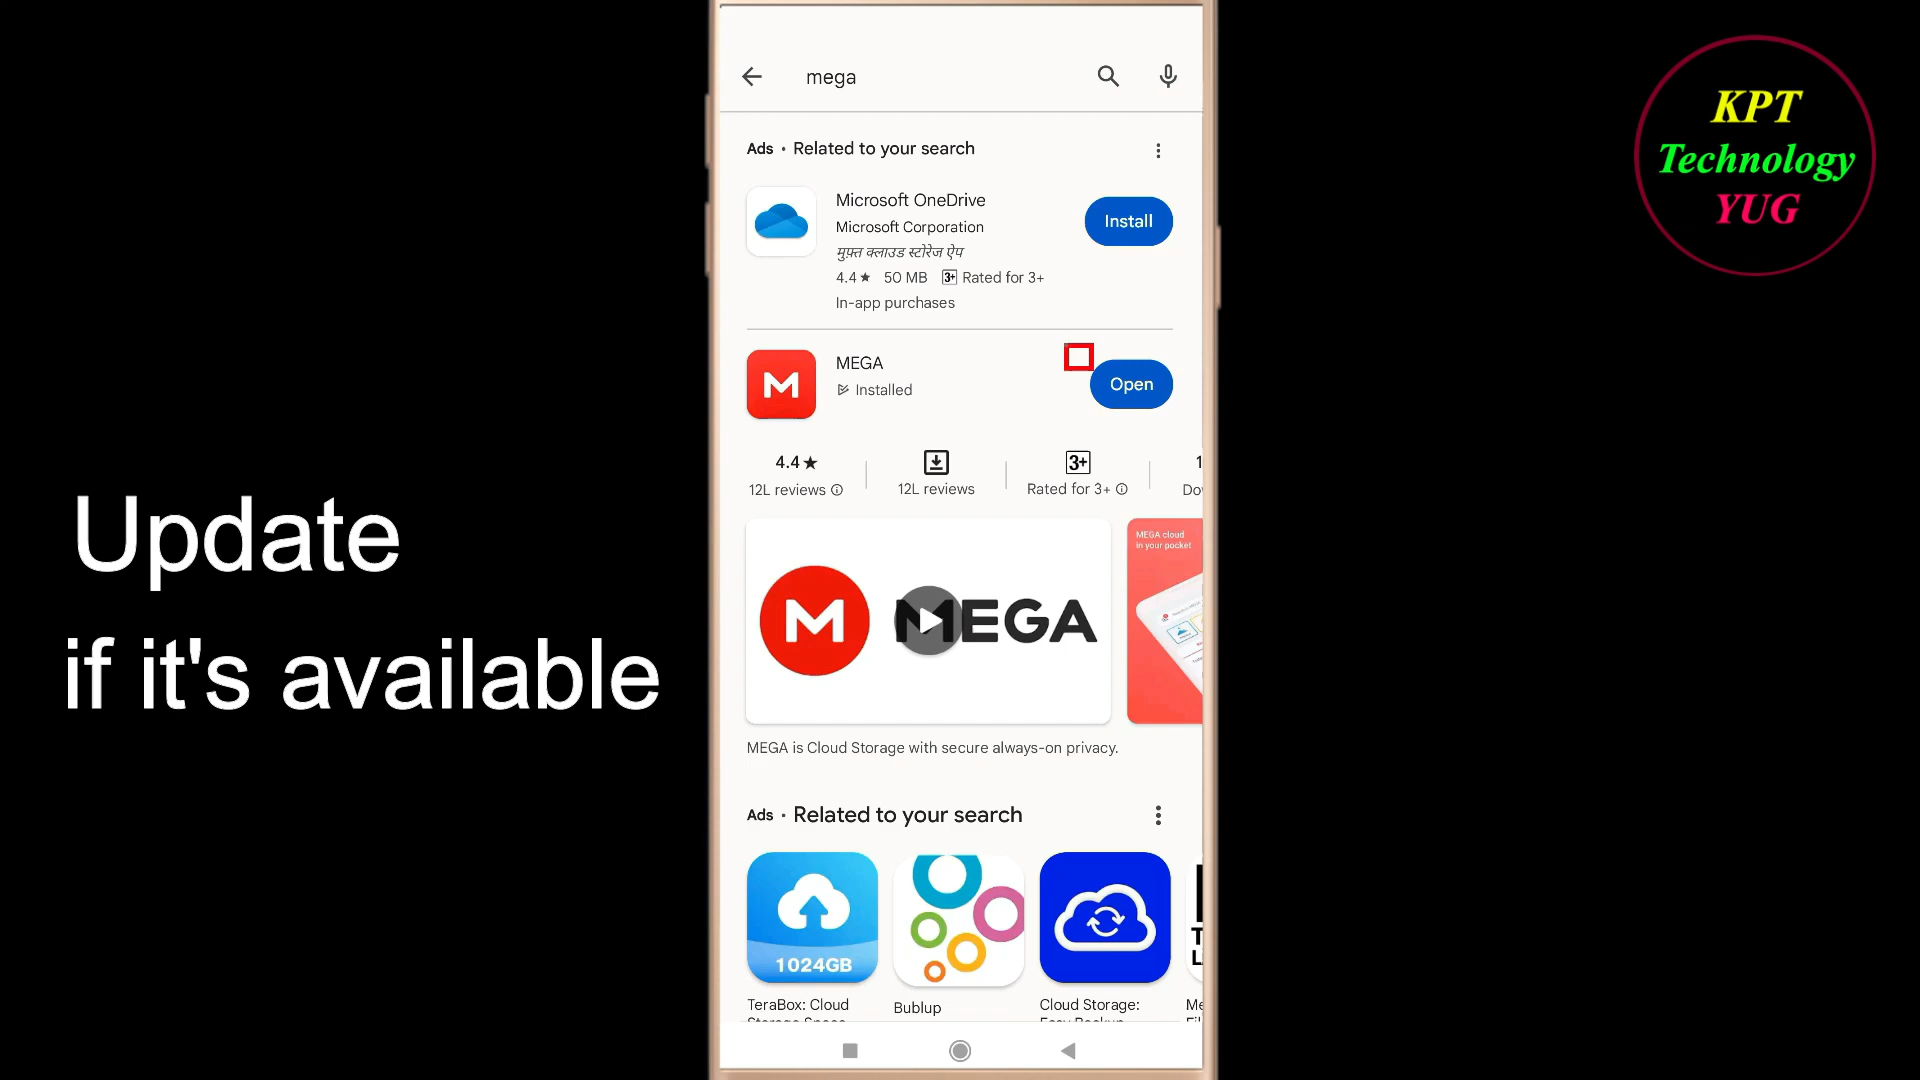 mega
Ads • Related to your search
Microsoft OneDrive
Microsoft Corporation
मुफ़्त क्लाउड स्टोरेज ऐप
4.4★ 50 MB 3+ Rated for 3+
In-app purchases
Install
MEGA
Installed
Open
4.4★
12L reviews
12L reviews
3+
Rated for 3+
MEGA cloud
in your pocket
M MEGA
MEGA is Cloud Storage with secure always-on privacy.
Ads • Related to your search
1024GB
TeraBox: Cloud
Bublup
Cloud Storage:
Update
if it's available
KPT
Technology
YUG